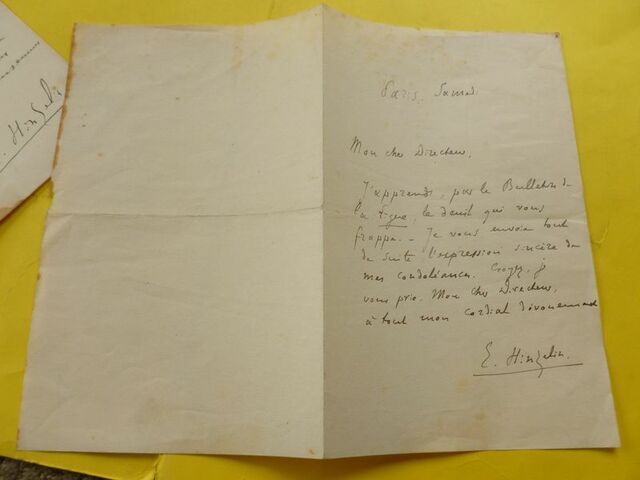 E. Hinzelin
Paris, Samedi
Mon cher Directeur,
J'apprends, par le Bulletin de
la Ligue, le deuil qui vous
frappe. – Je vous envoie tout
de suite l'expression sincère de
mes condoléances. Croyez, je
vous prie, Mon cher Directeur,
à tout mon cordial dévouement
E. Hinzelin.